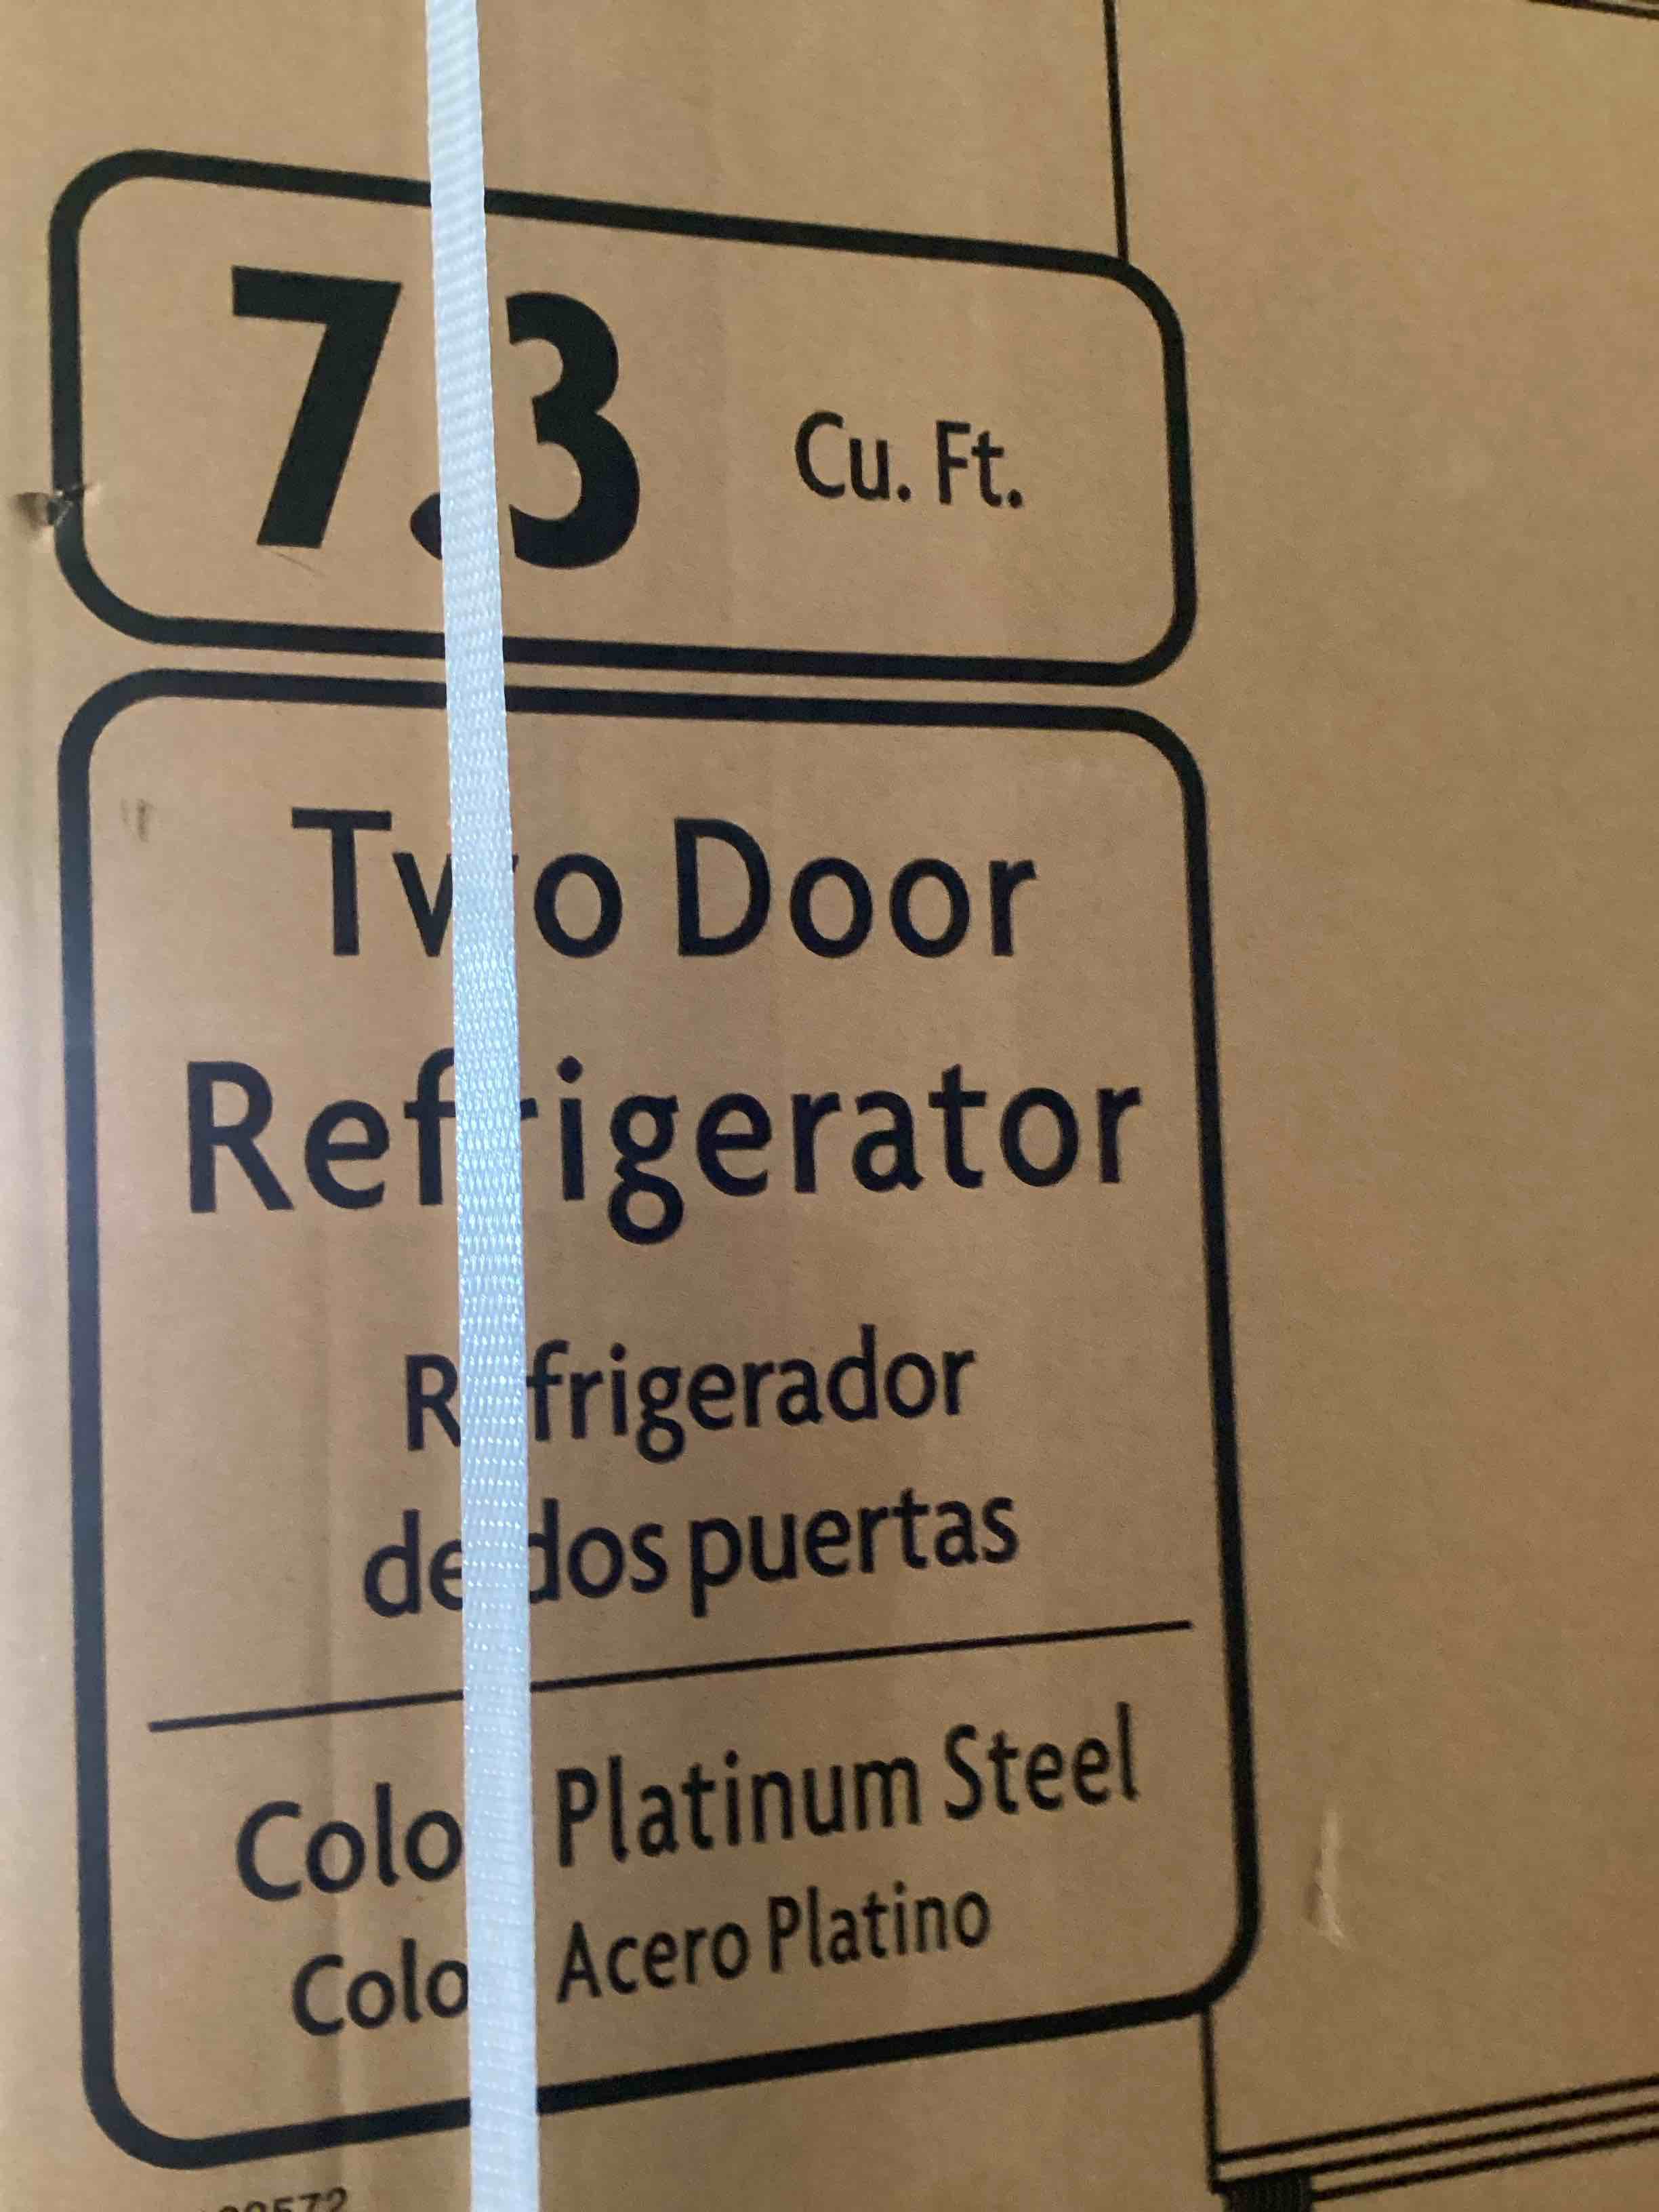 7.3 Cu. Ft.
Two Door
Refrigerator
Refrigerador
de dos puertas
Color Platinum Steel
Color Acero Platino